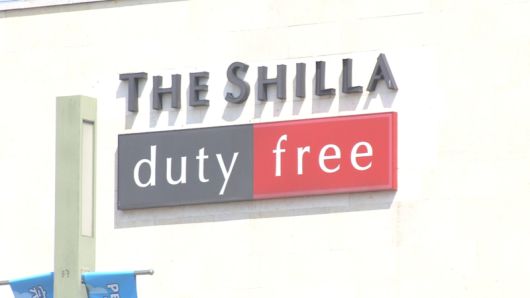 THE SHILLA
duty free